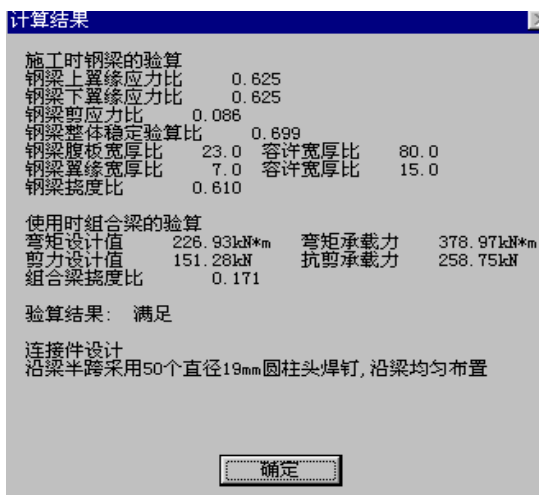 计算结果
施工时钢梁的验算
钢梁上翼缘应力比 0.625
钢梁下翼缘应力比 0.625
钢梁剪应力比 0.086
钢梁整体稳定验算比 0.699
钢梁腹板宽厚比 23.0 容许宽厚比 80.0
钢梁翼缘宽厚比 7.0 容许宽厚比 15.0
钢梁挠度比 0.610
使用时组合梁的验算
弯矩设计值 226.93kN*m 弯矩承载力 378.97kN*m
剪力设计值 151.28kN 抗剪承载力 258.75kN
组合梁挠度比 0.171
验算结果: 满足
连接件设计
沿梁半跨采用50个直径19mm圆柱头焊钉,沿梁均匀布置
确定